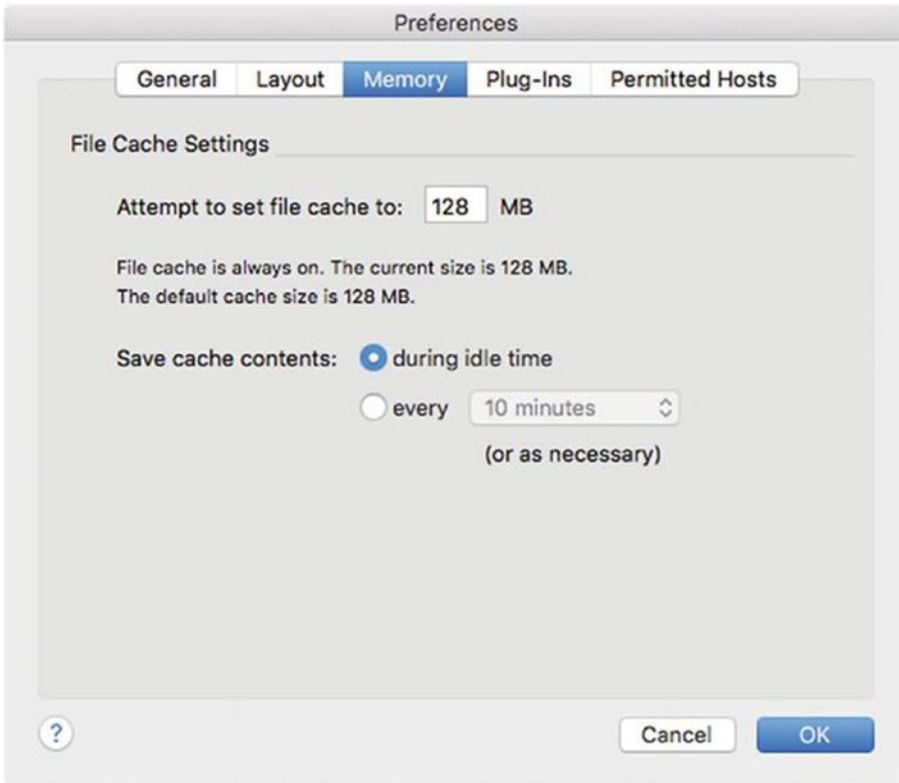 Preferences
General Layout Memory Plug-Ins Permitted Hosts
File Cache Settings
Attempt to set file cache to: 128 MB
File cache is always on. The current size is 128 MB.
The default cache size is 128 MB.
Save cache contents: during idle time
every 10 minutes
(or as necessary)
? Cancel OK